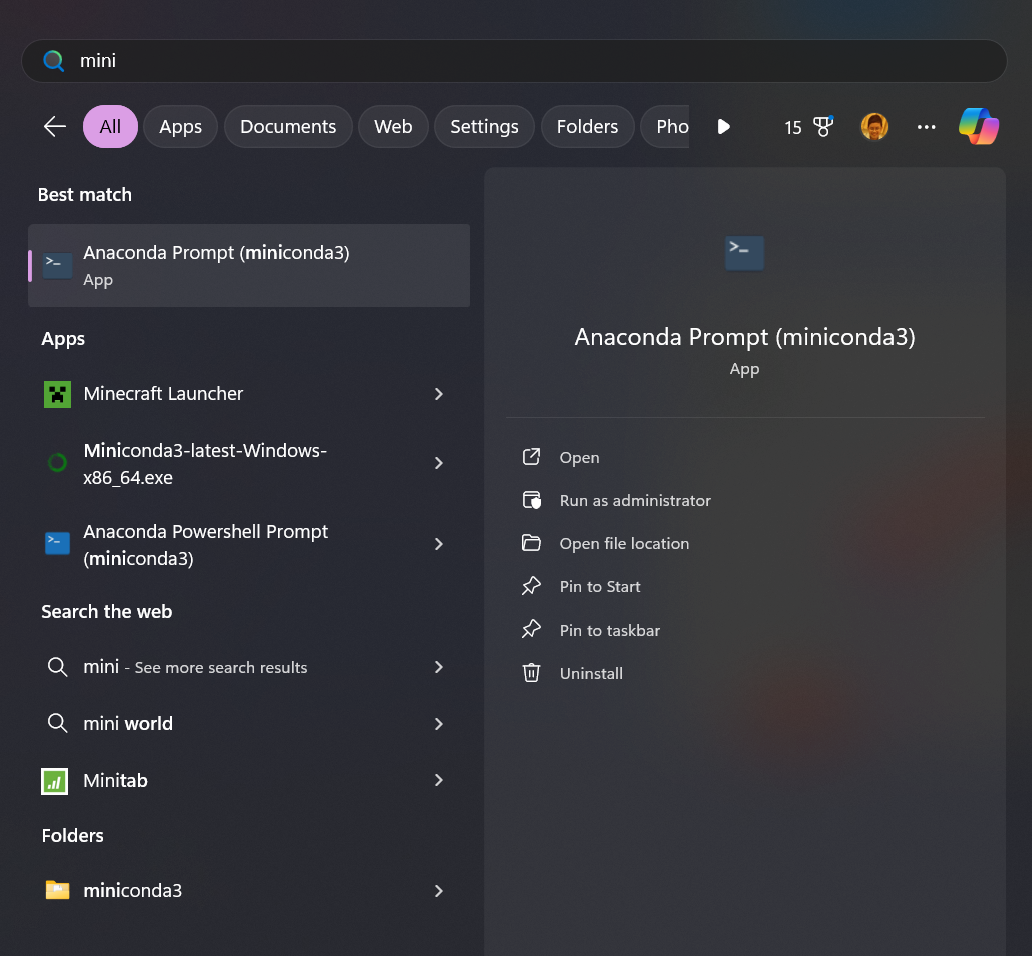 mini
All Apps Documents Web Settings Folders Pho 15
Best match
Anaconda Prompt (miniconda3)
App
Apps
Minecraft Launcher
Miniconda3-latest-Windows-
x86_64.exe
Anaconda Powershell Prompt
(miniconda3)
Search the web
mini - See more search results
mini world
Minitab
Folders
miniconda3
Anaconda Prompt (miniconda3)
App
Open
Run as administrator
Open file location
Pin to Start
Pin to taskbar
Uninstall